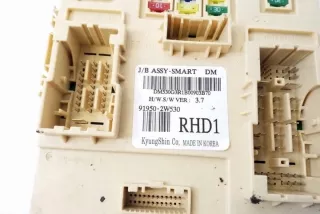 J/B ASSY-SMART DM
H/W.S/W VER : 3.7
91950-2W530
RHD1
KyungShin Co. MADE IN KOREA